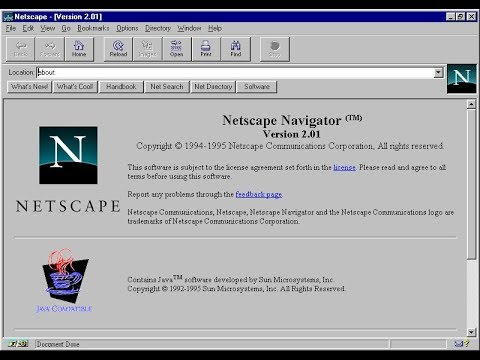 Netscape - [Version 2.01]
File Edit View Go Bookmarks Options Directory Window Help
Back Forward Home Reload Images Open Print Find Stop
Location: about:
N
What's New! What's Cool! Handbook Net Search Net Directory Software
Netscape Navigator (TM)
Version 2.01
Copyright © 1994-1995 Netscape Communications Corporation, All rights reserved.
N
NETSCAPE
This software is subject to the license agreement set forth in the license. Please read and agree to all
terms before using this software.
Report any problems through the feedback page.
Netscape Communications, Netscape, Netscape Navigator and the Netscape Communications logo are
trademarks of Netscape Communications Corporation.
JAVA COMPATIBLE
Contains Java™ software developed by Sun Microsystems, Inc.
Copyright © 1992-1995 Sun Microsystems, Inc. All Rights Reserved.
Document: Done